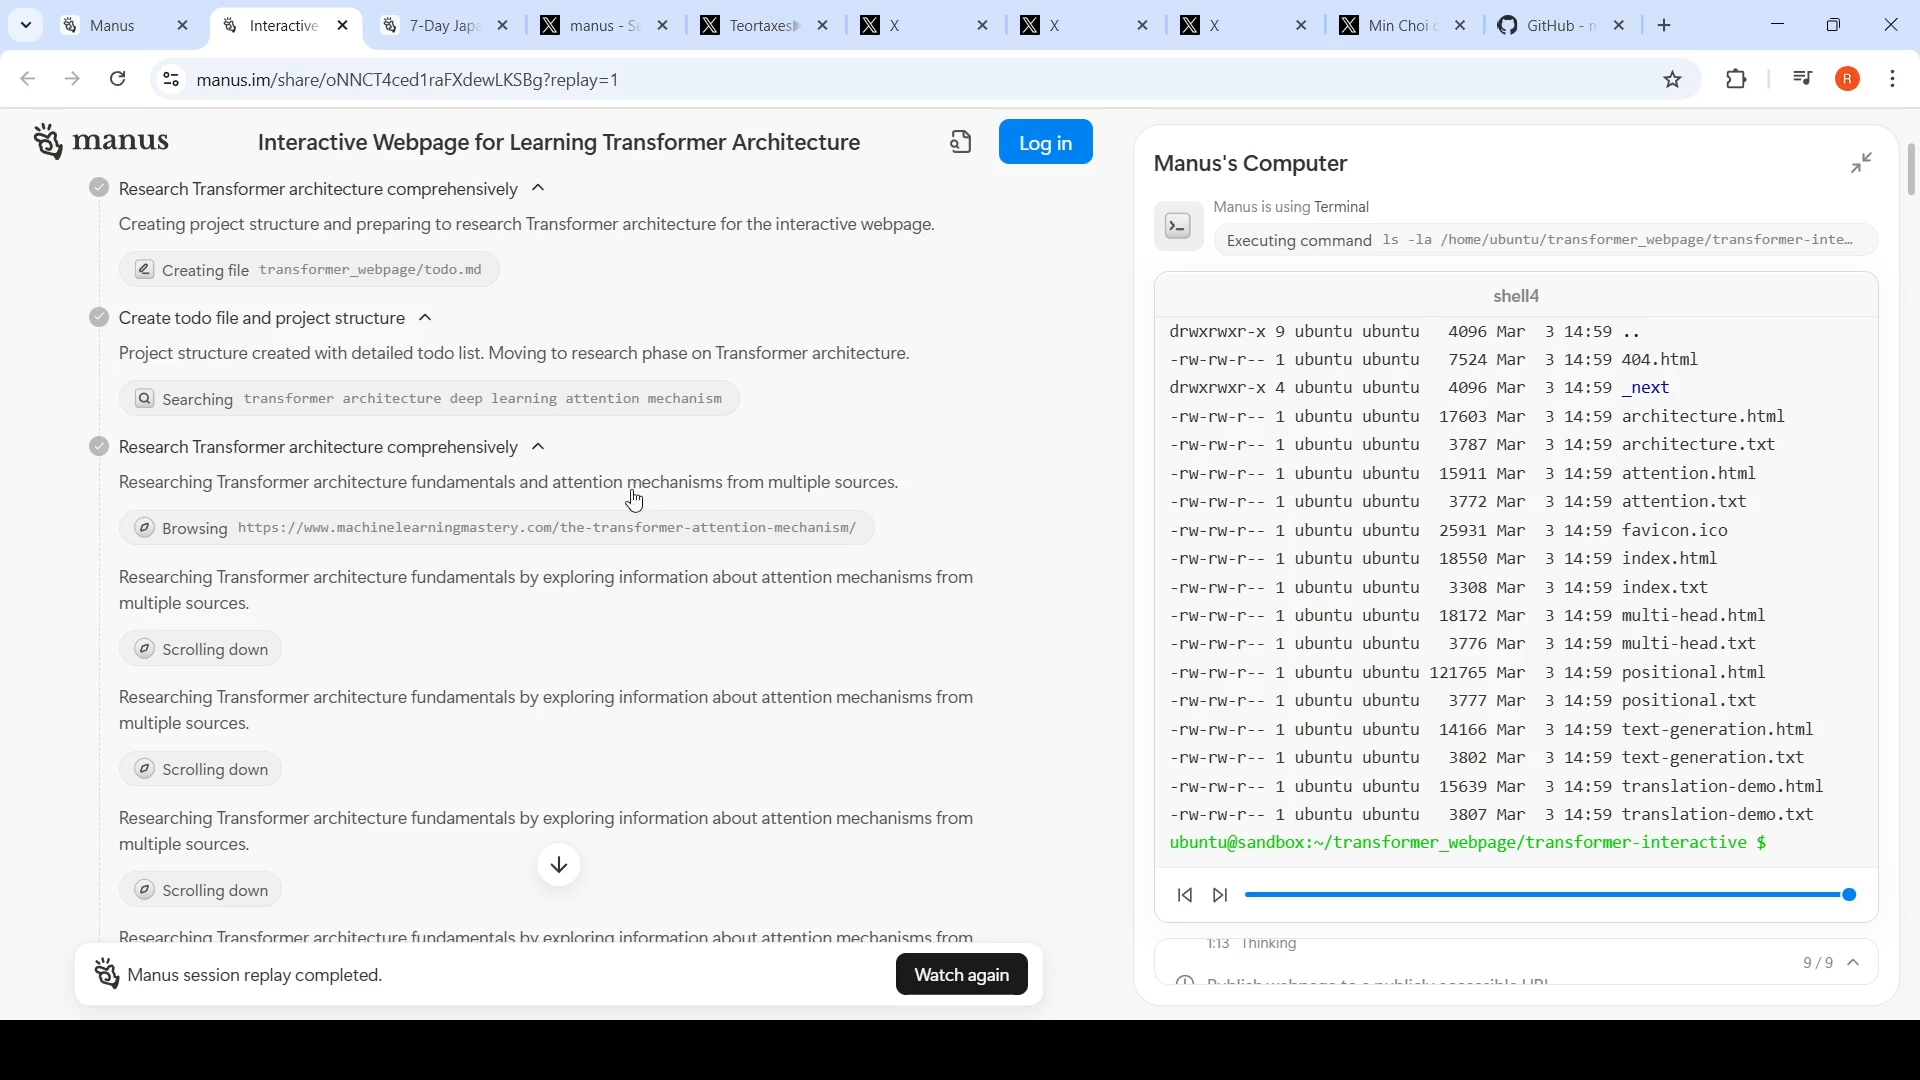 Manus
Interactive
7-Day Japa
manus - Se
Teortaxes
X
X
X
Min Choi o
GitHub - n
manus.im/share/oNNCT4ced1raFXdewLKSBg?replay=1
R
manus
Interactive Webpage for Learning Transformer Architecture
Log in
Research Transformer architecture comprehensively
Creating project structure and preparing to research Transformer architecture for the interactive webpage.
Creating file transformer_webpage/todo.md
Create todo file and project structure
Project structure created with detailed todo list. Moving to research phase on Transformer architecture.
Searching transformer architecture deep learning attention mechanism
Research Transformer architecture comprehensively
Researching Transformer architecture fundamentals and attention mechanisms from multiple sources.
Browsing https://www.machinelearningmastery.com/the-transformer-attention-mechanism/
Researching Transformer architecture fundamentals by exploring information about attention mechanisms from
multiple sources.
Scrolling down
Researching Transformer architecture fundamentals by exploring information about attention mechanisms from
multiple sources.
Scrolling down
Researching Transformer architecture fundamentals by exploring information about attention mechanisms from
multiple sources.
Scrolling down
Researching Transformer architecture fundamentals by exploring information about attention mechanisms from
Manus session replay completed.
Watch again
Manus's Computer
Manus is using Terminal
Executing command ls -la /home/ubuntu/transformer_webpage/transformer-inte…
shell4
drwxrwxr-x 9 ubuntu ubuntu 4096 Mar 3 14:59 ..
-rw-rw-r-- 1 ubuntu ubuntu 7524 Mar 3 14:59 404.html
drwxrwxr-x 4 ubuntu ubuntu 4096 Mar 3 14:59 _next
-rw-rw-r-- 1 ubuntu ubuntu 17603 Mar 3 14:59 architecture.html
-rw-rw-r-- 1 ubuntu ubuntu 3787 Mar 3 14:59 architecture.txt
-rw-rw-r-- 1 ubuntu ubuntu 15911 Mar 3 14:59 attention.html
-rw-rw-r-- 1 ubuntu ubuntu 3772 Mar 3 14:59 attention.txt
-rw-rw-r-- 1 ubuntu ubuntu 25931 Mar 3 14:59 favicon.ico
-rw-rw-r-- 1 ubuntu ubuntu 18550 Mar 3 14:59 index.html
-rw-rw-r-- 1 ubuntu ubuntu 3308 Mar 3 14:59 index.txt
-rw-rw-r-- 1 ubuntu ubuntu 18172 Mar 3 14:59 multi-head.html
-rw-rw-r-- 1 ubuntu ubuntu 3776 Mar 3 14:59 multi-head.txt
-rw-rw-r-- 1 ubuntu ubuntu 121765 Mar 3 14:59 positional.html
-rw-rw-r-- 1 ubuntu ubuntu 3777 Mar 3 14:59 positional.txt
-rw-rw-r-- 1 ubuntu ubuntu 14166 Mar 3 14:59 text-generation.html
-rw-rw-r-- 1 ubuntu ubuntu 3802 Mar 3 14:59 text-generation.txt
-rw-rw-r-- 1 ubuntu ubuntu 15639 Mar 3 14:59 translation-demo.html
-rw-rw-r-- 1 ubuntu ubuntu 3807 Mar 3 14:59 translation-demo.txt
ubuntu@sandbox:~/transformer_webpage/transformer-interactive $
1:13 Thinking
9 / 9
Publish webpage to a publicly accessible URL